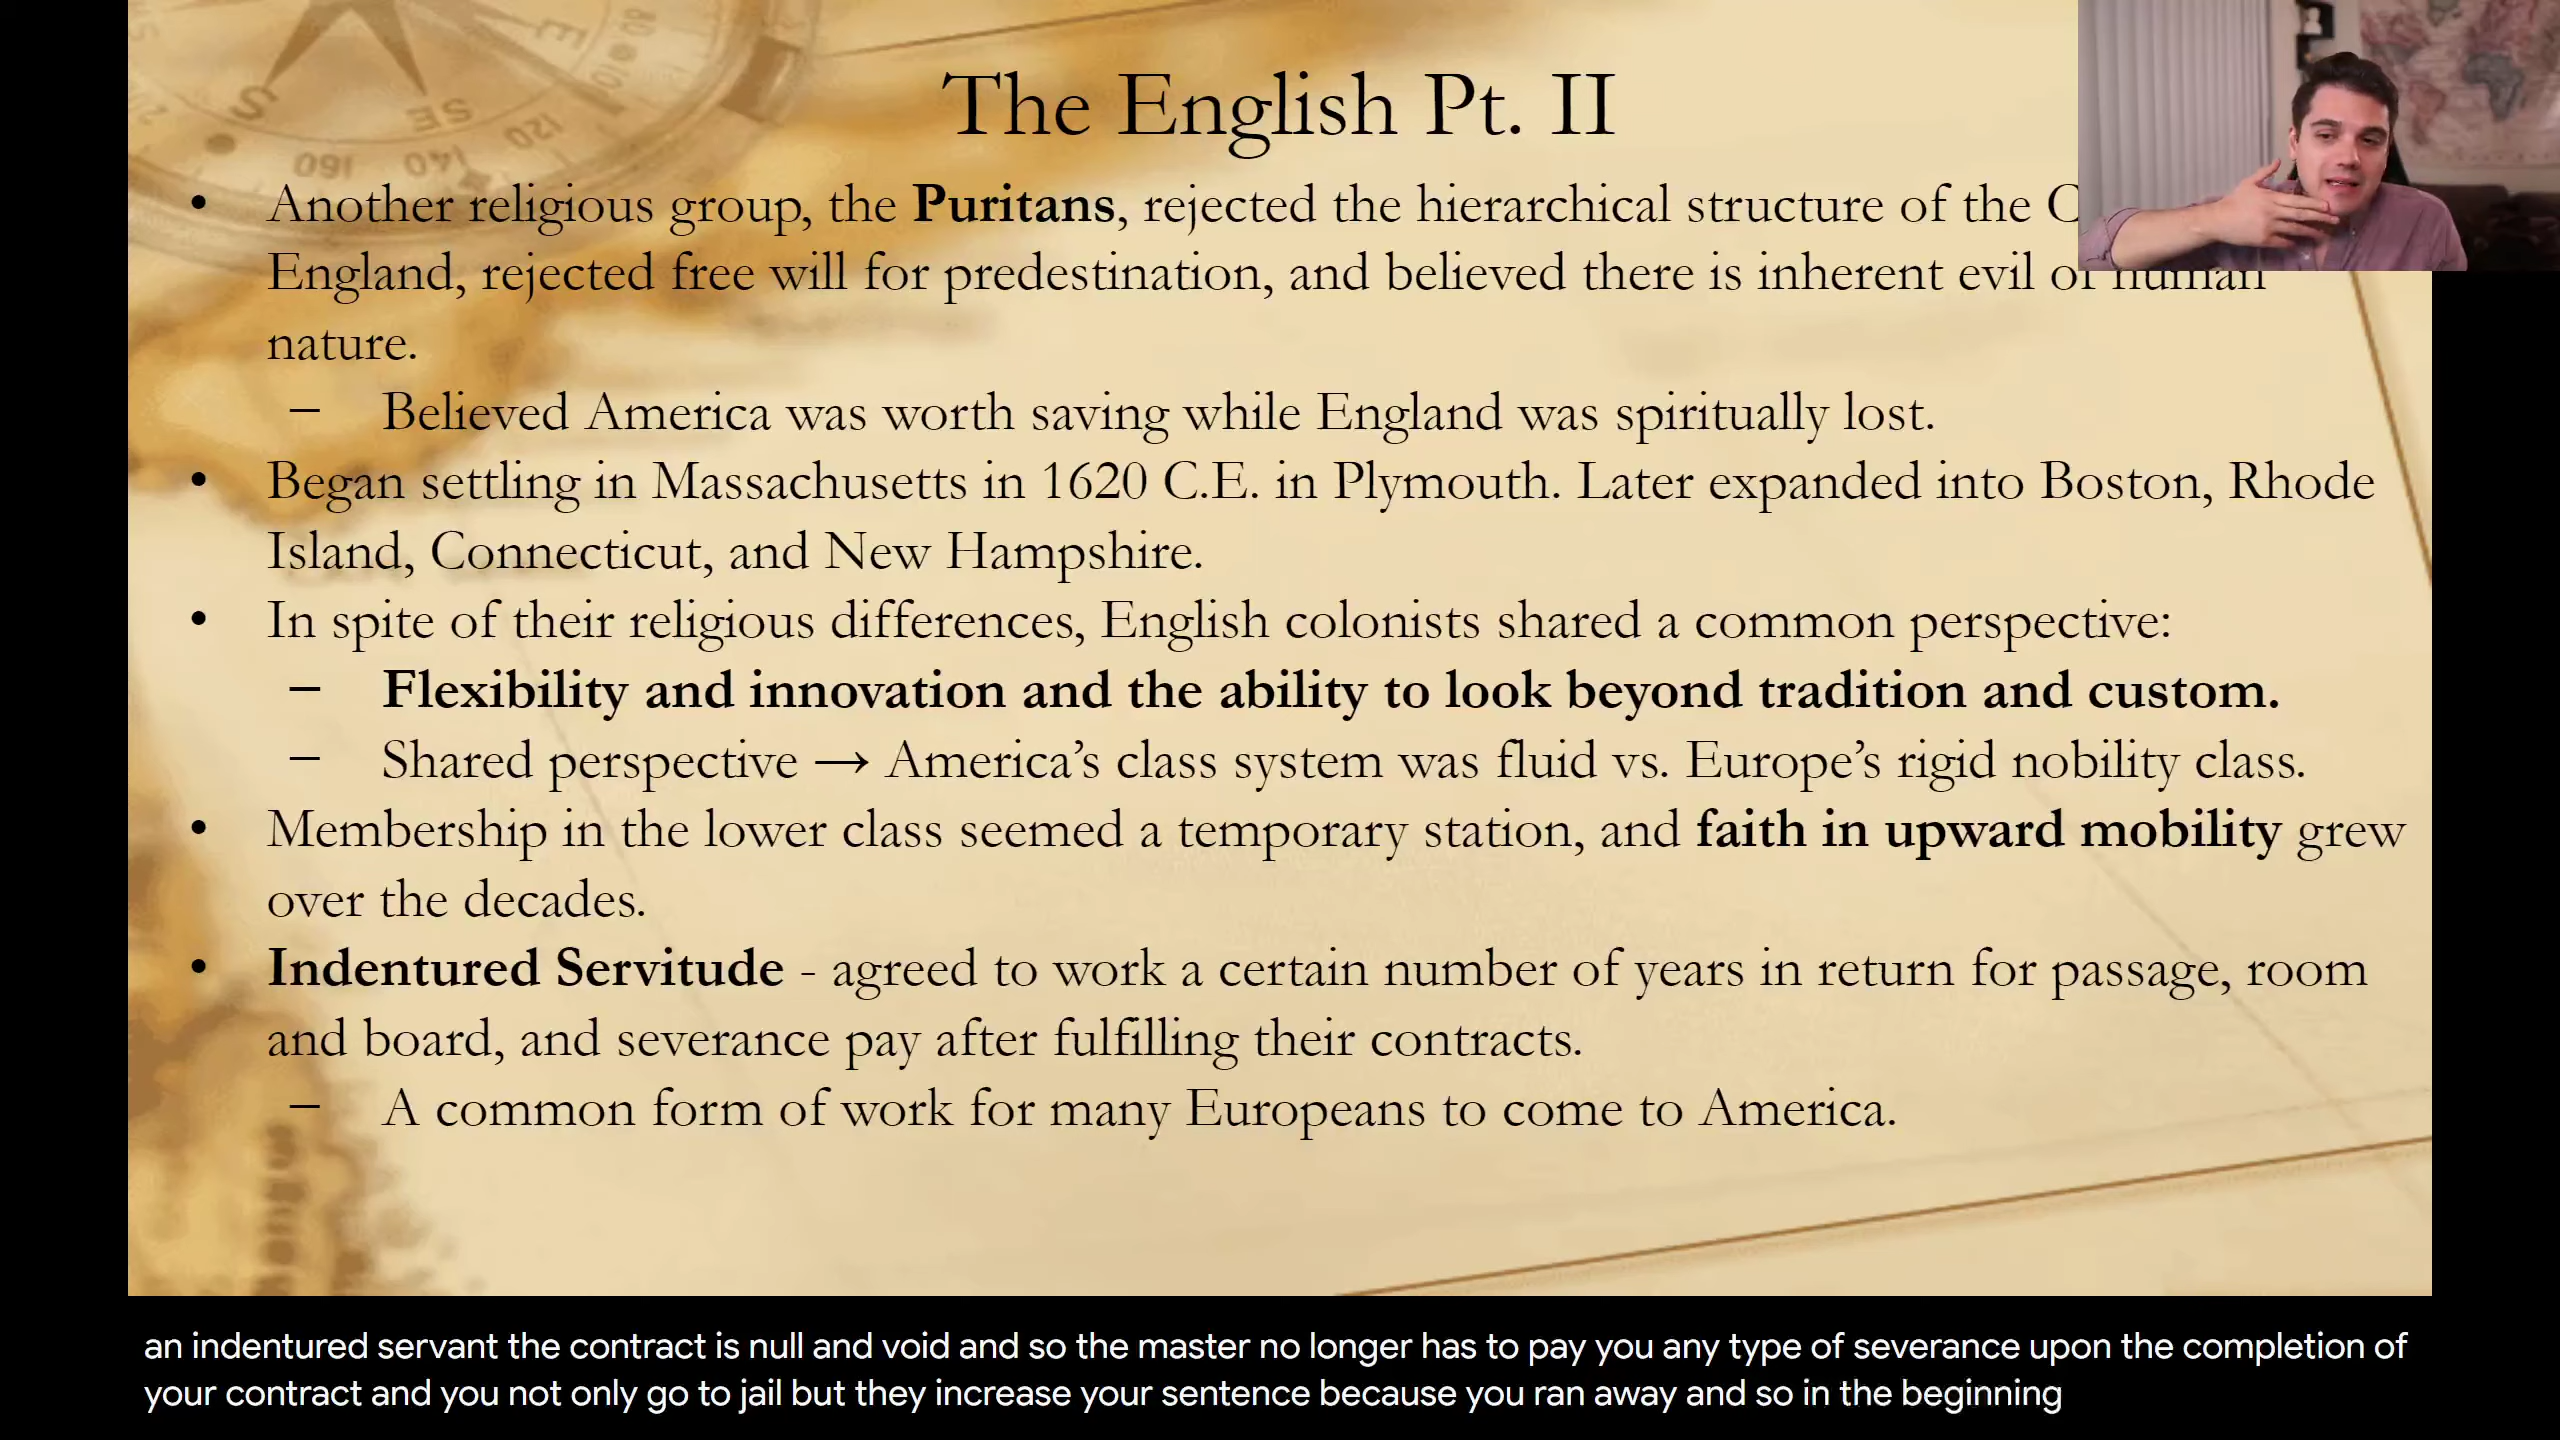 The English Pt. II
• Another religious group, the Puritans, rejected the hierarchical structure of the
England, rejected free will for predestination, and believed there is inherent evil of human
nature.
– Believed America was worth saving while England was spiritually lost.
• Began settling in Massachusetts in 1620 C.E. in Plymouth. Later expanded into Boston, Rhode
Island, Connecticut, and New Hampshire.
• In spite of their religious differences, English colonists shared a common perspective:
– Flexibility and innovation and the ability to look beyond tradition and custom.
– Shared perspective → America’s class system was fluid vs. Europe’s rigid nobility class.
• Membership in the lower class seemed a temporary station, and faith in upward mobility grew
over the decades.
• Indentured Servitude - agreed to work a certain number of years in return for passage, room
and board, and severance pay after fulfilling their contracts.
– A common form of work for many Europeans to come to America.
an indentured servant the contract is null and void and so the master no longer has to pay you any type of severance upon the completion of
your contract and you not only go to jail but they increase your sentence because you ran away and so in the beginning
S
SE
E
160
140
120